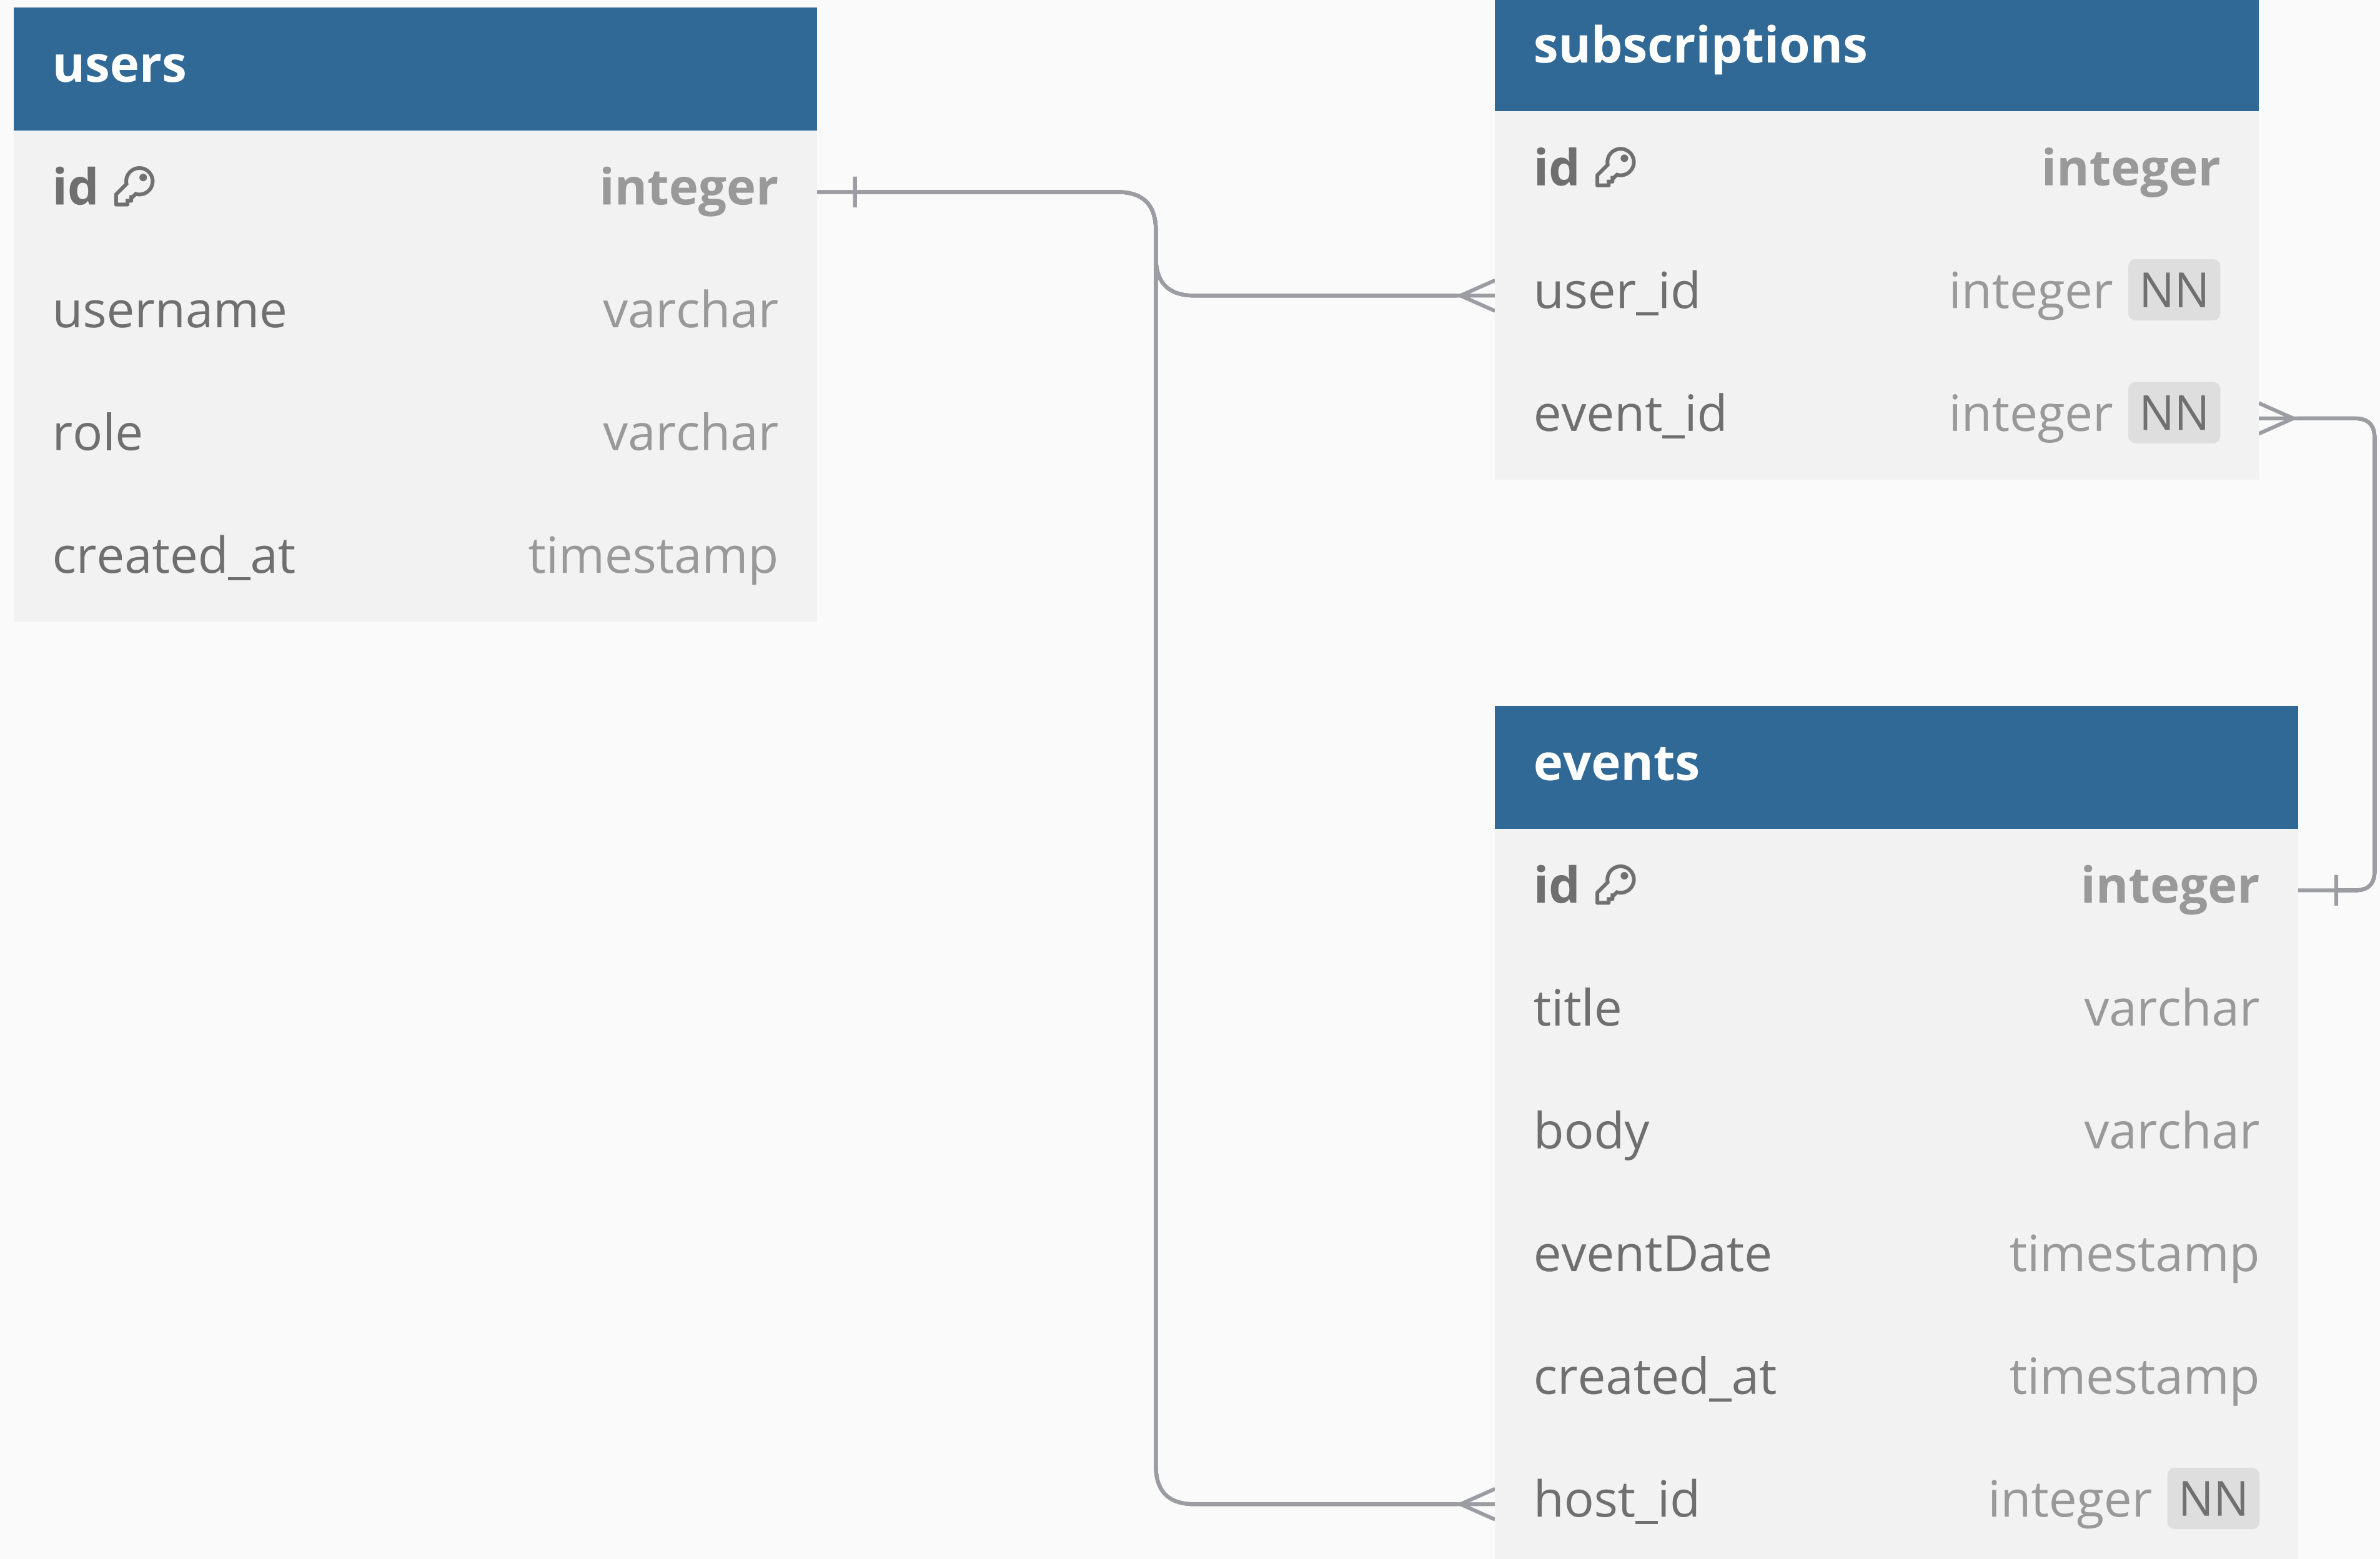 users
id integer
username varchar
role varchar
created_at timestamp
subscriptions
id integer
user_id integer NN
event_id integer NN
events
id integer
title varchar
body varchar
eventDate timestamp
created_at timestamp
host_id integer NN